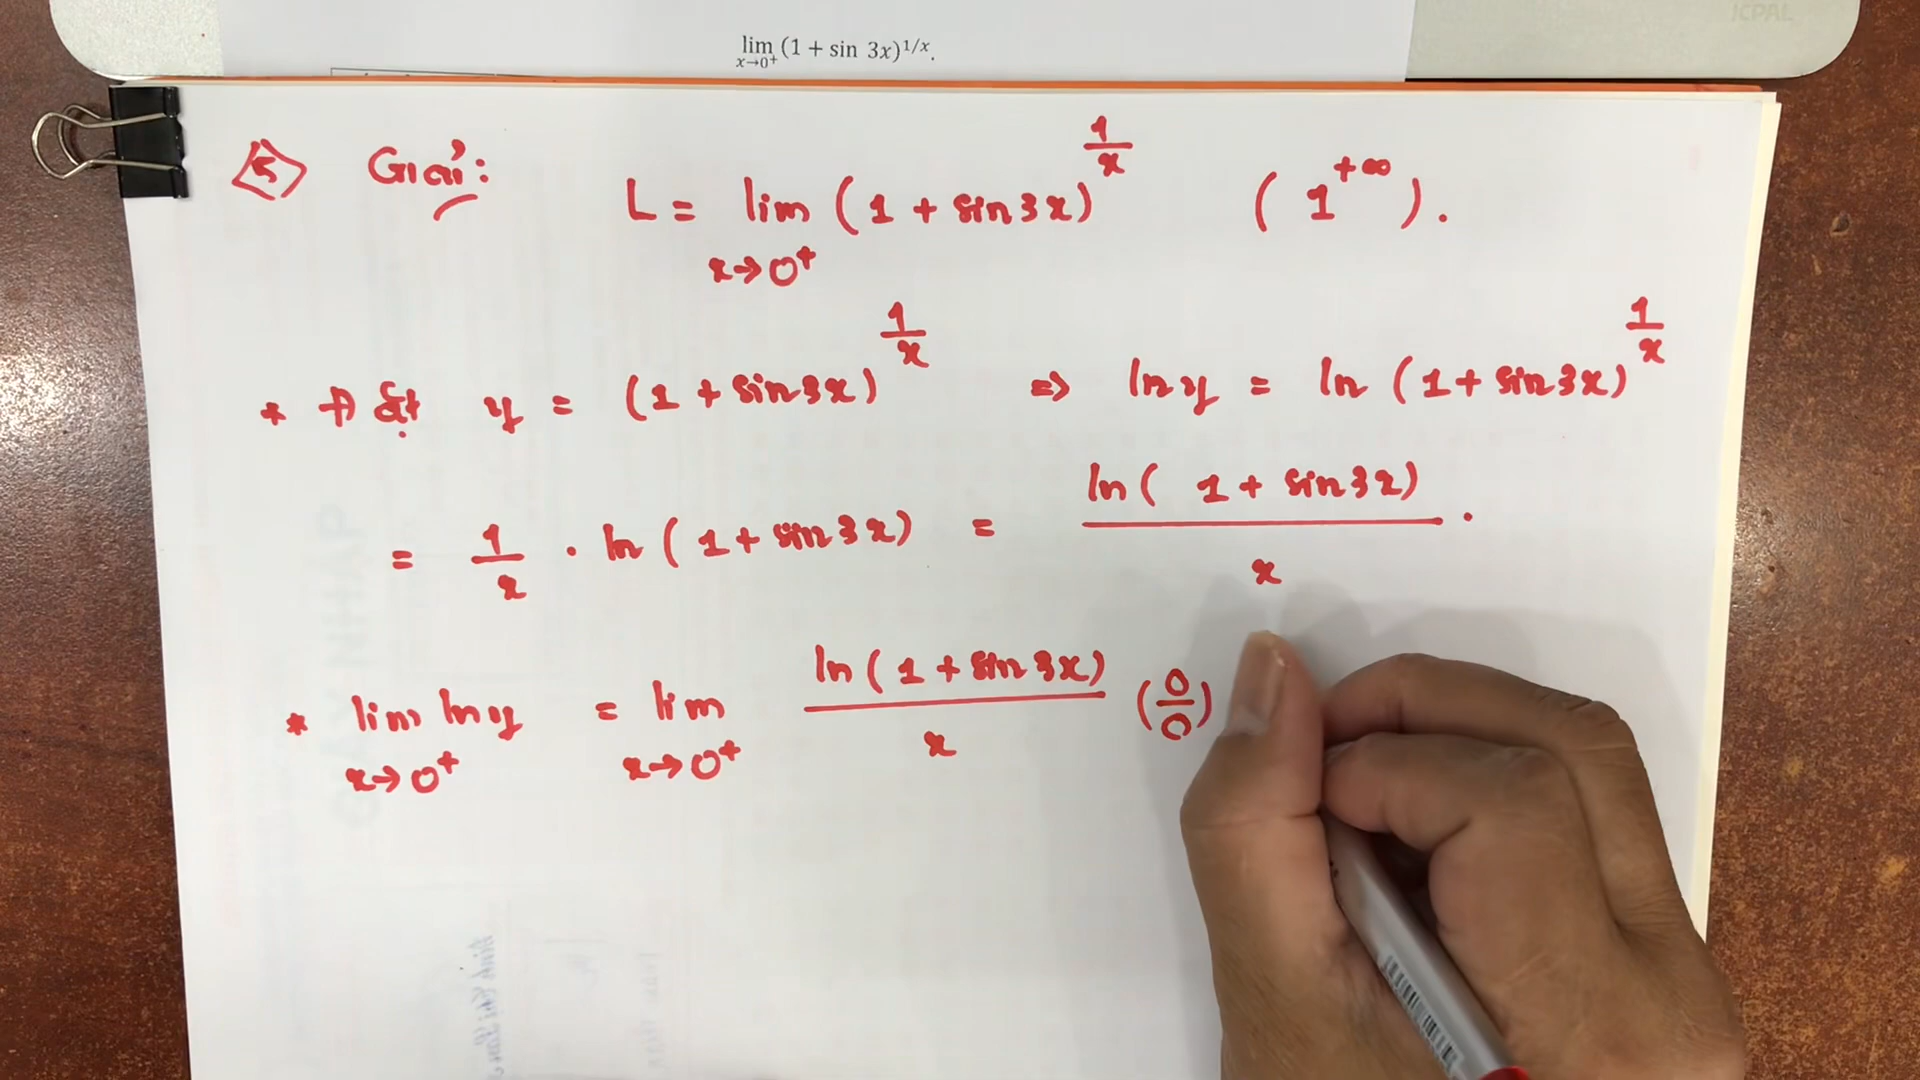 ICPAL
lim (1 + sin 3x)^{1/x}.
x→0⁺
5 Giải: L = lim (1 + sin3x)^{1/x} (1^{+∞}).
x→0⁺
* Đặt y = (1 + sin3x)^{1/x} => lny = ln (1 + sin3x)^{1/x}
= 1/x · ln (1 + sin3x) = ln( 1 + sin3x) / x .
* lim lny = lim ln(1 + sin3x) / x (0/0)
x→0⁺ x→0⁺